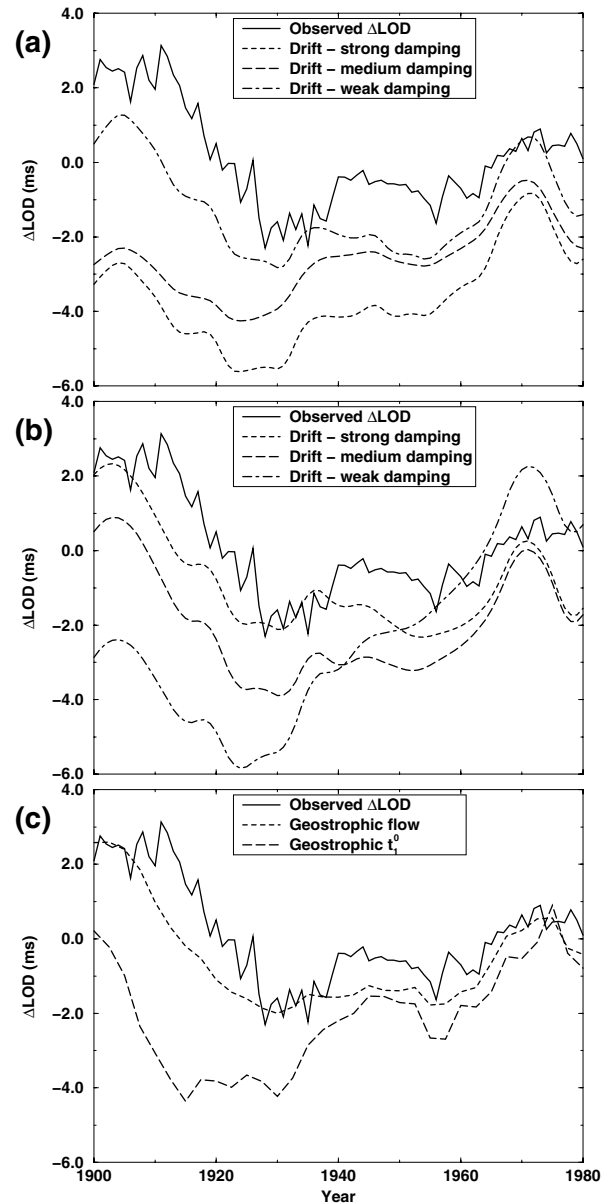 (a)
4.0
2.0
0.0
−2.0
−4.0
−6.0
ΔLOD (ms)
Observed ΔLOD
Drift − strong damping
Drift − medium damping
Drift − weak damping
(b)
4.0
2.0
0.0
−2.0
−4.0
−6.0
ΔLOD (ms)
Observed ΔLOD
Drift − strong damping
Drift − medium damping
Drift − weak damping
(c)
4.0
2.0
0.0
−2.0
−4.0
−6.0
ΔLOD (ms)
Observed ΔLOD
Geostrophic flow
Geostrophic t₁⁰
1900 1920 1940 1960 1980
Year